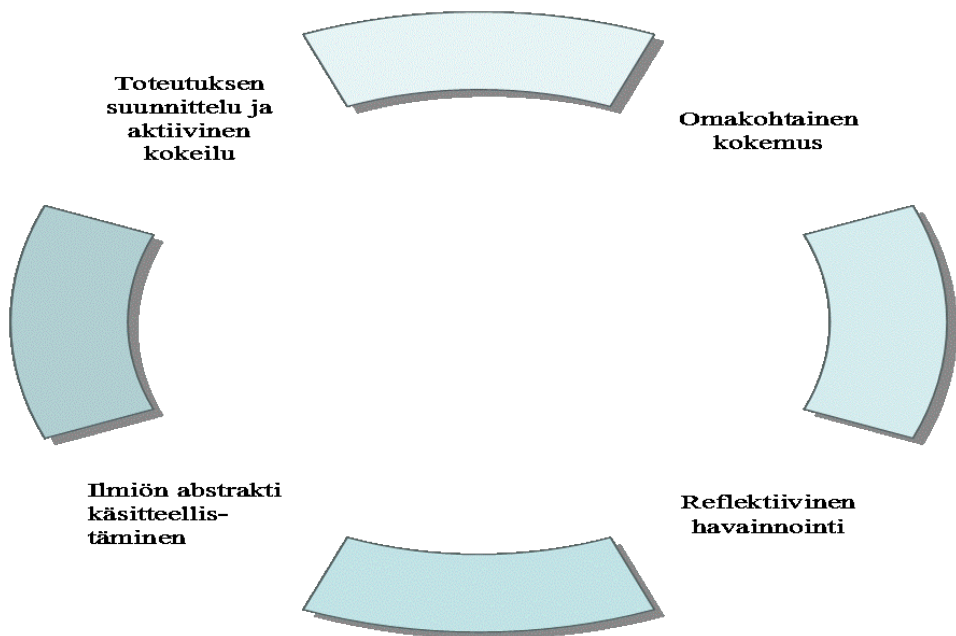 Toteutuksen
suunnittelu ja
aktiivinen
kokeilu
Omakohtainen
kokemus
Ilmiön abstrakti
käsitteellis-
täminen
Reflektiivinen
havainnointi